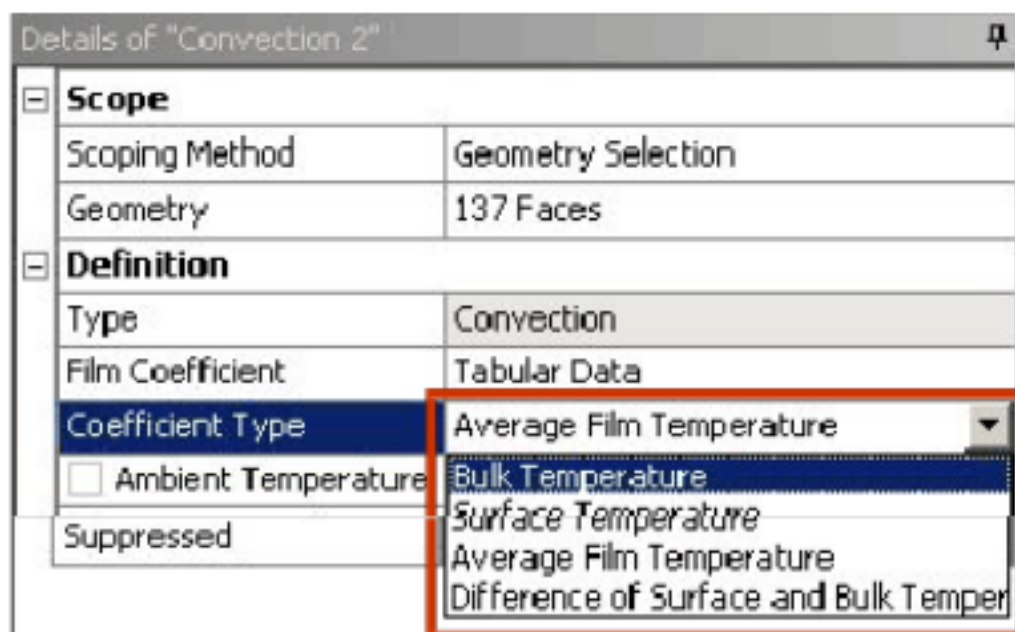 Details of "Convection 2"
Scope
Scoping Method Geometry Selection
Geometry 137 Faces
Definition
Type Convection
Film Coefficient Tabular Data
Coefficient Type Average Film Temperature
Ambient Temperature Bulk Temperature
Surface Temperature
Suppressed
Average Film Temperature
Difference of Surface and Bulk Temper